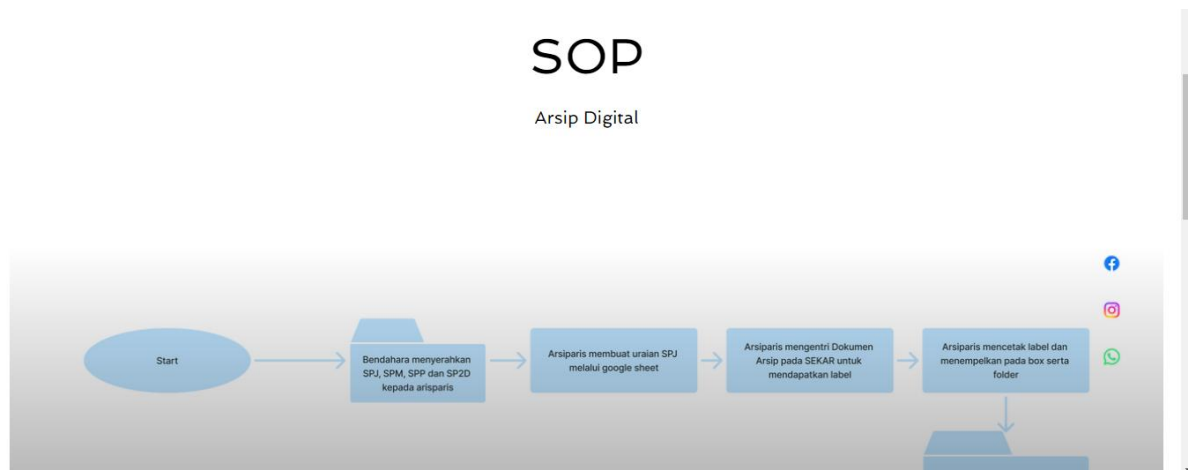 SOP
Arsip Digital
Start
Bendahara menyerahkan
SPJ, SPM, SPP dan SP2D
kepada arisparis
Arsiparis membuat uraian SPJ
melalui google sheet
Arsiparis mengentri Dokumen
Arsip pada SEKAR untuk
mendapatkan label
Arsiparis mencetak label dan
menempelkan pada box serta
folder